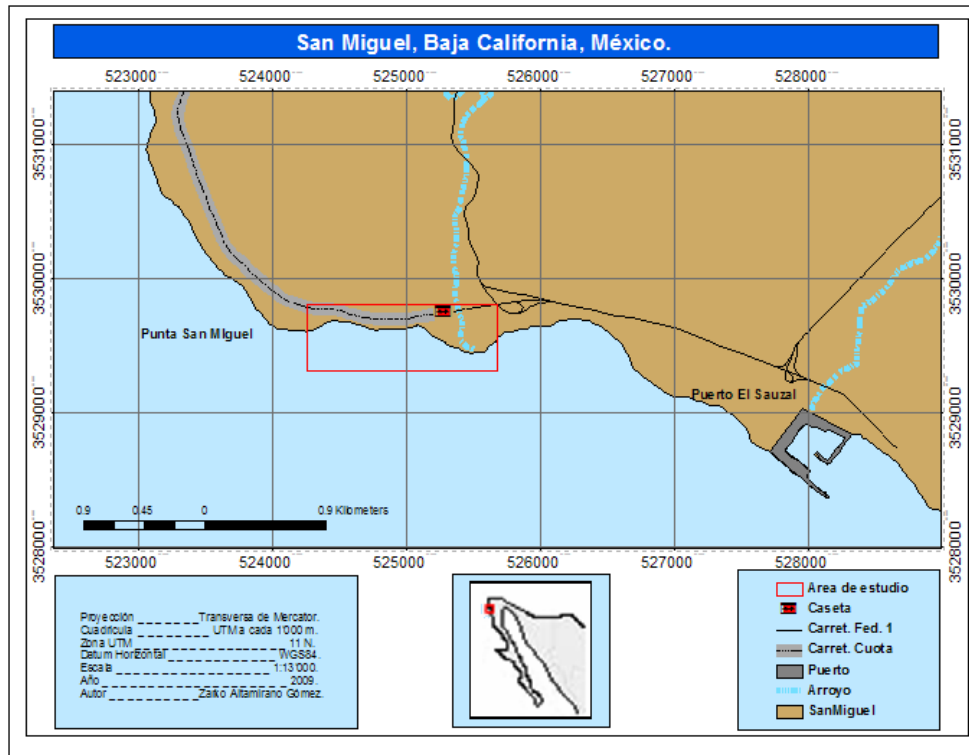 San Miguel, Baja California, México.
523000 524000 525000 526000 527000 528000
3531000 3531000
3530000 3530000
Punta San MIguel
Puerto El Sauzal
3529000 3529000
0.9 0.45 0 0.9 Kilometers
3528000 3528000
523000 524000 525000 526000 527000 528000
Proyección _ _ _ _ _ _ _ Transversa de Mercator.
Cuadrícula _ _ _ _ _ _ _ UTM a cada 1'000 m.
Zona UTM _ _ _ _ _ _ _ 11 N.
Datum Horizontal _ _ _ _ _ _ _ WGS84.
Escala _ _ _ _ _ _ _ 1:13'000.
Año _ _ _ _ _ _ _ 2009.
Autor _ _ _ _ _ _ _ Zarko Altamirano Gómez.
Area de estudio
Caseta
Carret. Fed. 1
Carret. Cuota
Puerto
Arroyo
SanMiguel